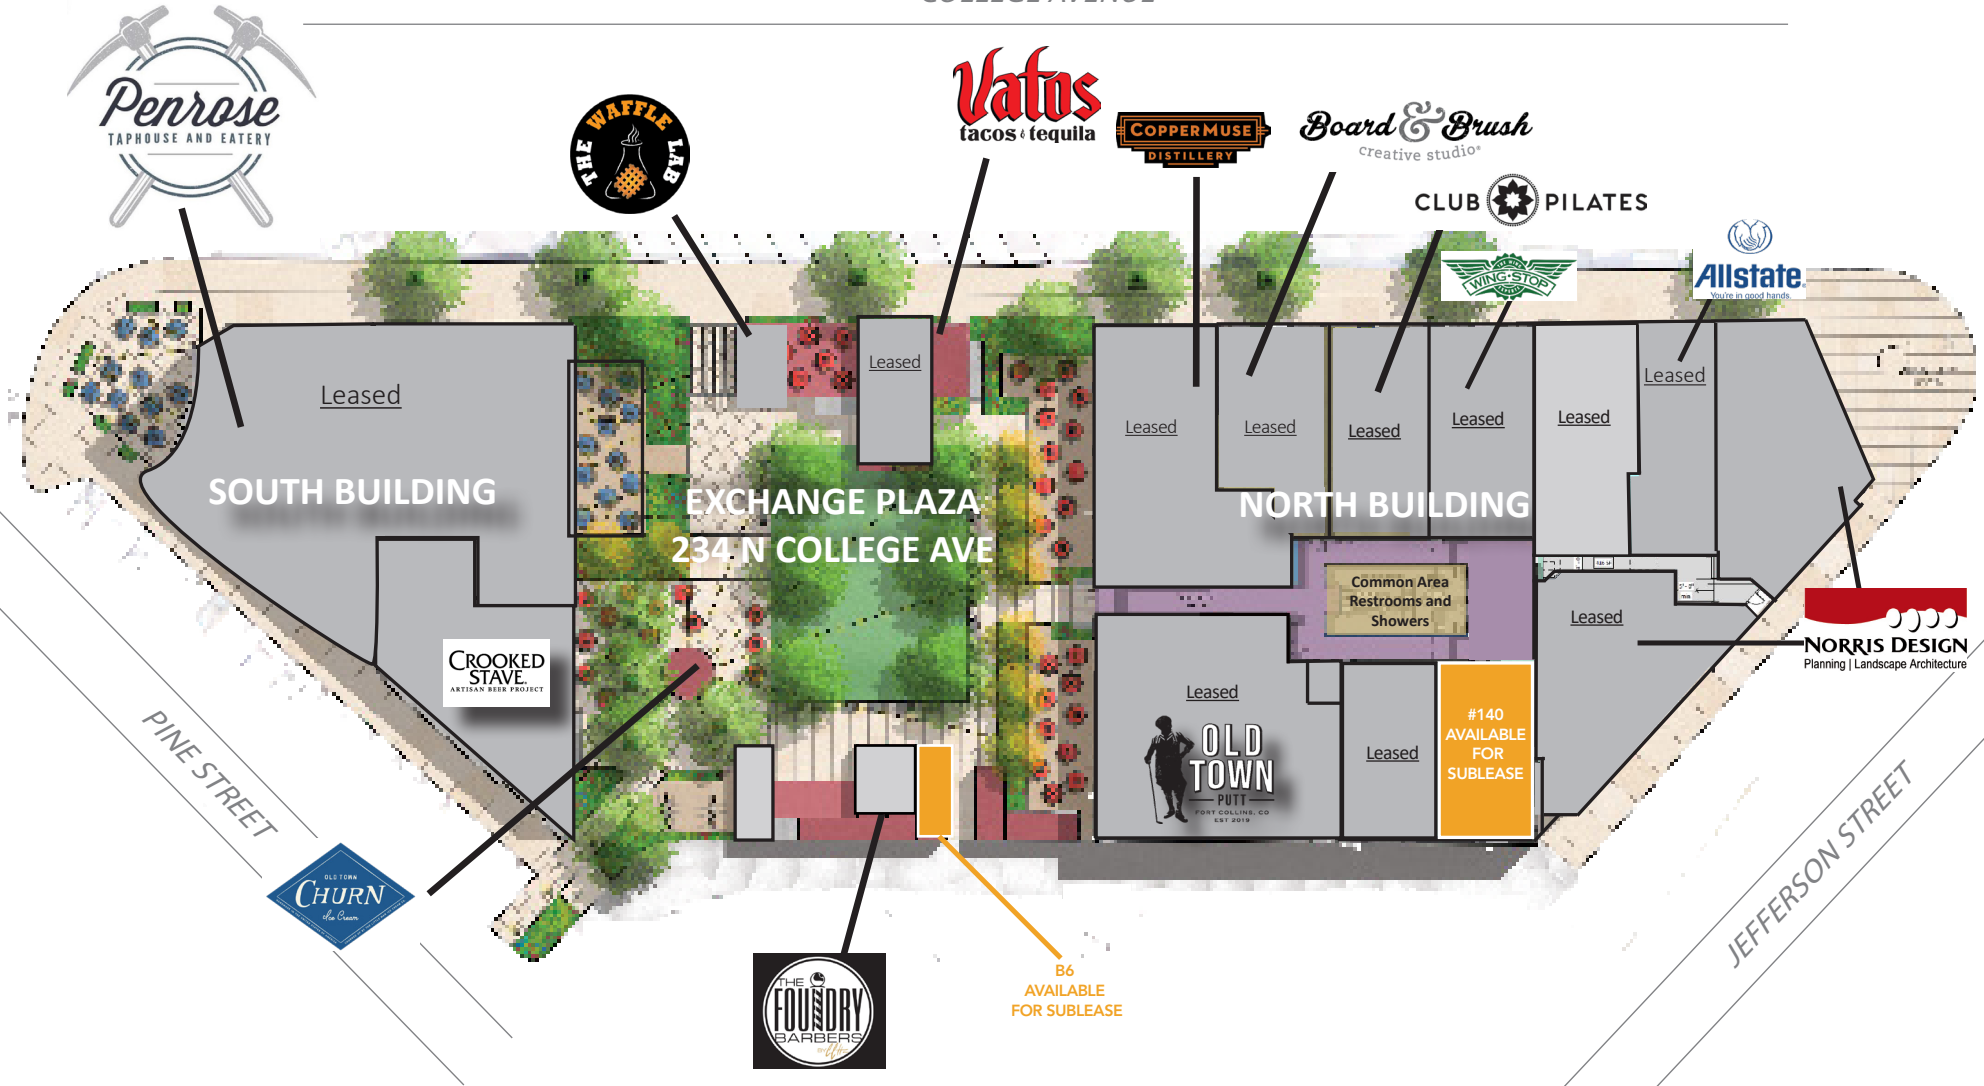 COLLEGE AVENUE
Penrose
TAPHOUSE AND EATERY
THE WAFFLE LAB
Vatos
tacos & tequila
COPPERMUSE
DISTILLERY
Board & Brush
creative studio
CLUB PILATES
WING-STOP
Allstate
You're in good hands.
Leased
Leased
Leased
Leased
Leased
Leased
Leased
Leased
Leased
SOUTH BUILDING
EXCHANGE PLAZA
234 N COLLEGE AVE
NORTH BUILDING
Common Area
Restrooms and
Showers
Leased
NORRIS DESIGN
Planning | Landscape Architecture
CROOKED
STAVE
ARTISAN BEER PROJECT
Leased
OLD
TOWN
PUTT
FORT COLLINS, CO
EST 2019
Leased
#140
AVAILABLE
FOR
SUBLEASE
PINE STREET
JEFFERSON STREET
OLD TOWN
CHURN
Ice Cream
THE
FOUNDRY
BARBERS
B6
AVAILABLE
FOR SUBLEASE